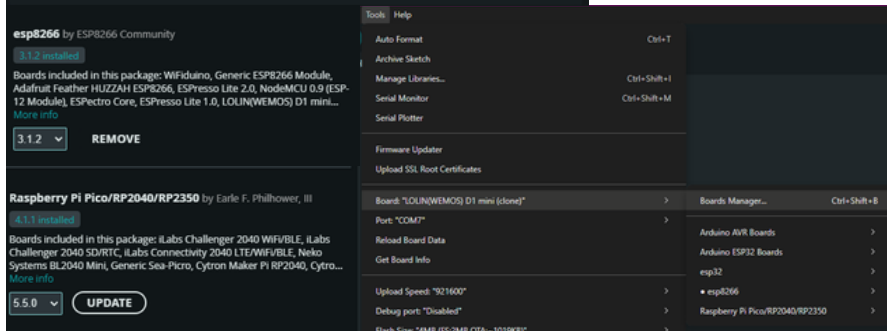 esp8266 by ESP8266 Community
3.1.2 installed
Boards included in this package: WiFiduino, Generic ESP8266 Module,
Adafruit Feather HUZZAH ESP8266, ESPresso Lite 2.0, NodeMCU 0.9 (ESP-
12 Module), ESPectro Core, ESPresso Lite 1.0, LOLIN(WEMOS) D1 mini...
More info
3.1.2
REMOVE
Raspberry Pi Pico/RP2040/RP2350 by Earle F. Philhower, III
4.1.1 installed
Boards included in this package: iLabs Challenger 2040 WiFi/BLE, iLabs
Challenger 2040 SD/RTC, iLabs Connectivity 2040 LTE/WiFi/BLE, Neko
Systems BL2040 Mini, Generic Sea-Picro, Cytron Maker Pi RP2040, Cytro...
More info
5.5.0
UPDATE
Tools Help
Auto Format Ctrl+T
Archive Sketch
Manage Libraries... Ctrl+Shift+I
Serial Monitor Ctrl+Shift+M
Serial Plotter
Firmware Updater
Upload SSL Root Certificates
Board: "LOLIN(WEMOS) D1 mini (clone)"
Port: "COM7"
Reload Board Data
Get Board Info
Upload Speed: "921600"
Debug port: "Disabled"
Flash Size: "4MB (FS:2MB OTA:~1019KB)"
Boards Manager... Ctrl+Shift+B
Arduino AVR Boards
Arduino ESP32 Boards
esp32
• esp8266
Raspberry Pi Pico/RP2040/RP2350